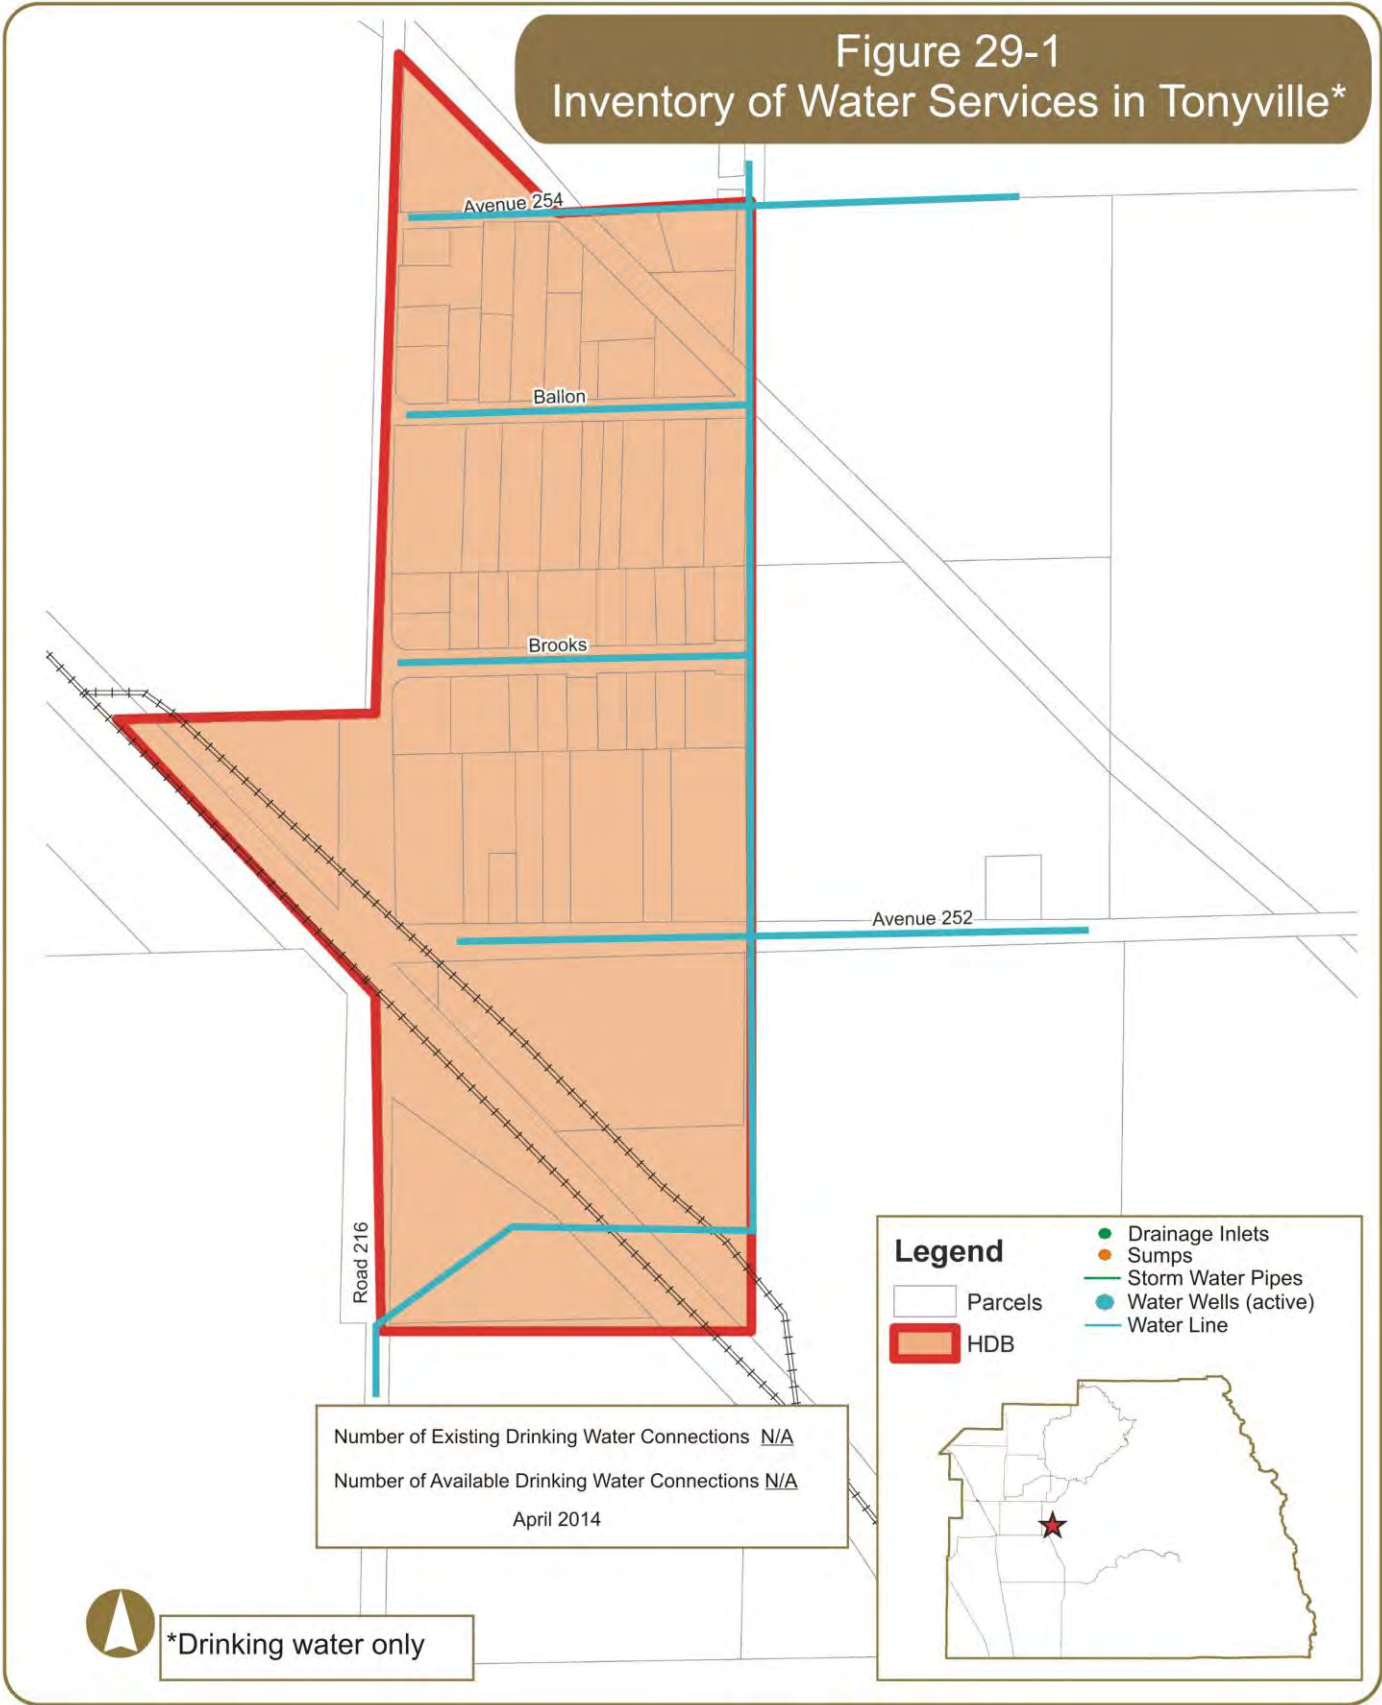 Figure 29-1
Inventory of Water Services in Tonyville*
Avenue 254
Ballon
Brooks
Avenue 252
Road 216
Legend
Parcels
HDB
Drainage Inlets
Sumps
Storm Water Pipes
Water Wells (active)
Water Line
Number of Existing Drinking Water Connections N/A
Number of Available Drinking Water Connections N/A
April 2014
*Drinking water only